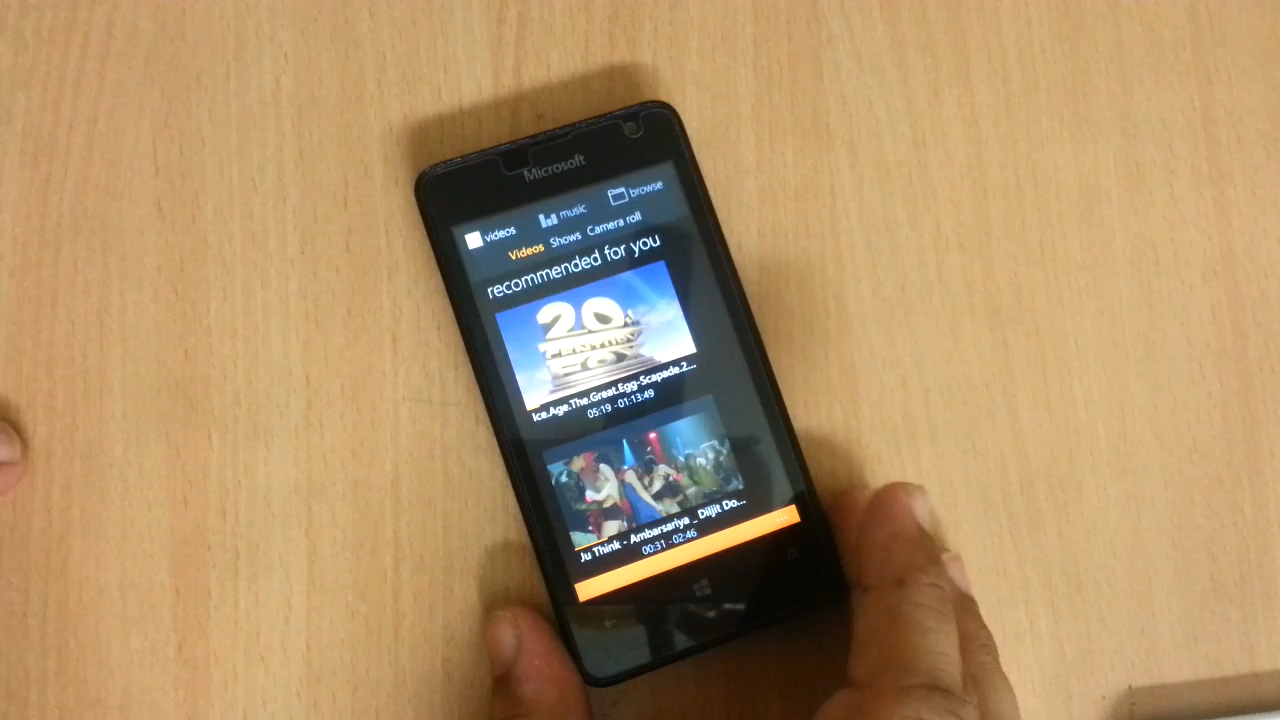 Microsoft
videos music browse
Videos Shows Camera roll
recommended for you
20
CENTURY
FOX
Ice.Age.The.Great.Egg-Scapade.2...
05:19 - 01:13:49
Ju Think - Ambarsariya _ Diljit Do...
00:31 - 02:46
...